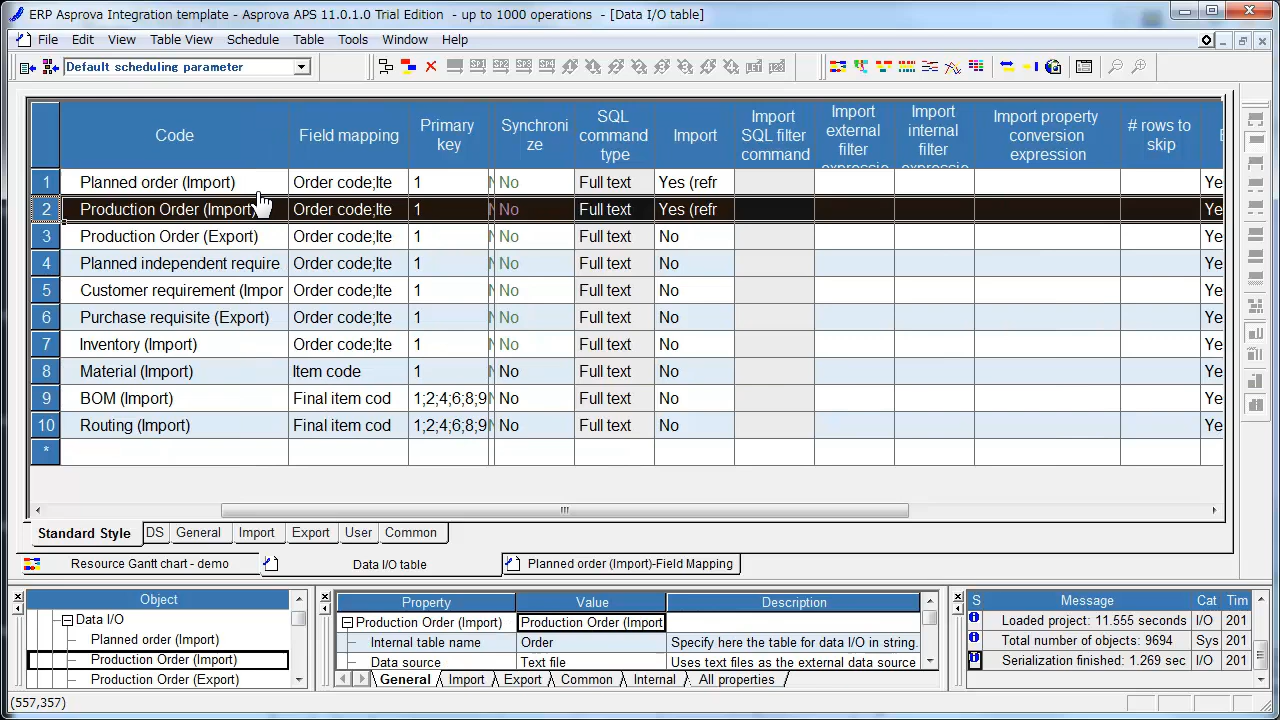 ERP Asprova Integration template - Asprova APS 11.0.1.0 Trial Edition - up to 1000 operations - [Data I/O table]
File Edit View Table View Schedule Table Tools Window Help
Default scheduling parameter
Code Field mapping Primary key Synchroni ze SQL command type Import Import SQL filter command Import external filter expressio Import internal filter expressio Import property conversion expression # rows to skip
1 Planned order (Import) Order code;Ite 1 No Full text Yes (refr Ye
2 Production Order (Import) Order code;Ite 1 No Full text Yes (refr Ye
3 Production Order (Export) Order code;Ite 1 No Full text No Ye
4 Planned independent require Order code;Ite 1 No Full text No Ye
5 Customer requirement (Impor Order code;Ite 1 No Full text No Ye
6 Purchase requisite (Export) Order code;Ite 1 No Full text No Ye
7 Inventory (Import) Order code;Ite 1 No Full text No Ye
8 Material (Import) Item code 1 No Full text No Ye
9 BOM (Import) Final item cod 1;2;4;6;8;9 No Full text No Ye
10 Routing (Import) Final item cod 1;2;4;6;8;9 No Full text No Ye
*
Standard Style DS General Import Export User Common
Resource Gantt chart - demo Data I/O table Planned order (Import)-Field Mapping
Object Property Value Description S Message Cat Tim
Data I/O Production Order (Import) Production Order (Import Loaded project: 11.555 seconds I/O 201
Planned order (Import) Internal table name Order Specify here the table for data I/O in string. Total number of objects: 9694 Sys 201
Production Order (Import) Data source Text file Uses text files as the external data source Serialization finished: 1.269 sec I/O 201
Production Order (Export) General Import Export Common Internal All properties
(557,357)